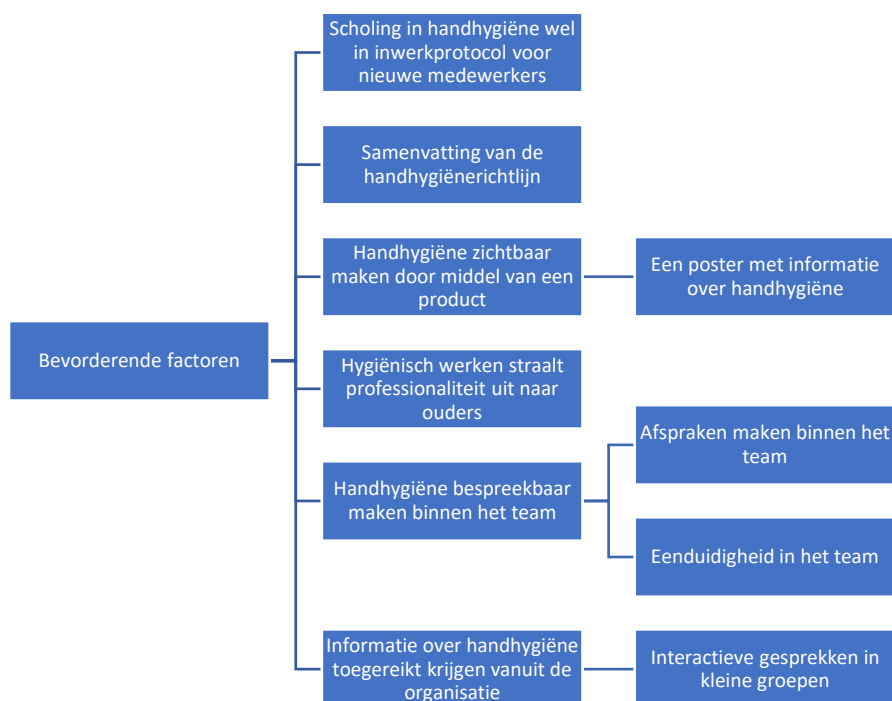 Scholing in handhygiëne wel
in inwerkprotocol voor
nieuwe medewerkers
Samenvatting van de
handhygiënerichtlijn
Handhygiëne zichtbaar
maken door middel van een
product
Een poster met informatie
over handhygiëne
Bevorderende factoren
Hygiënisch werken straalt
professionaliteit uit naar
ouders
Afspraken maken binnen het
team
Handhygiëne bespreekbaar
maken binnen het team
Eenduidigheid in het team
Informatie over handhygiëne
toegereikt krijgen vanuit de
organisatie
Interactieve gesprekken in
kleine groepen